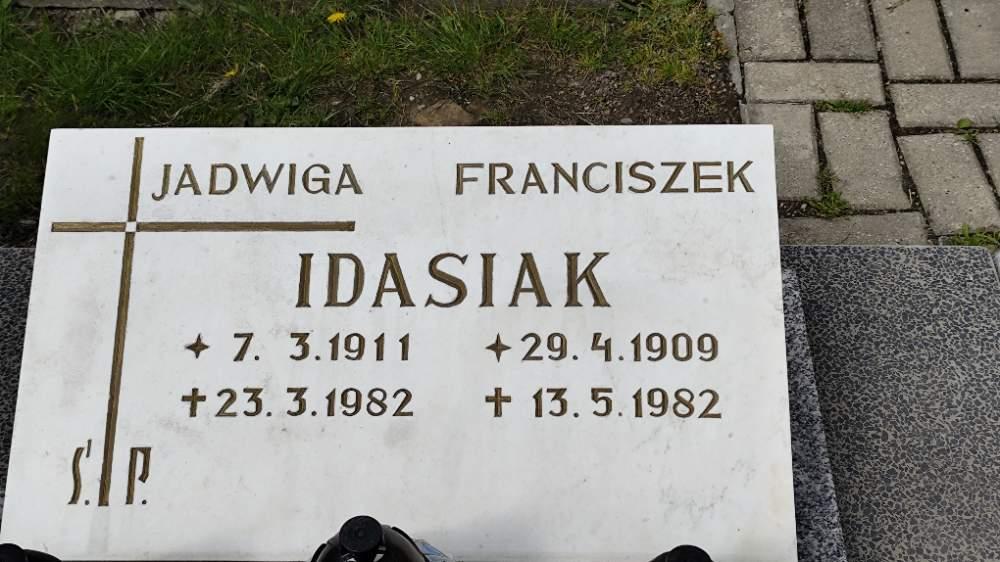 JADWIGA FRANCISZEK
IDASIAK
✦ 7. 3.1911 ✦ 29. 4.1909
✝ 23. 3.1982 ✝ 13. 5.1982
Ś. P.